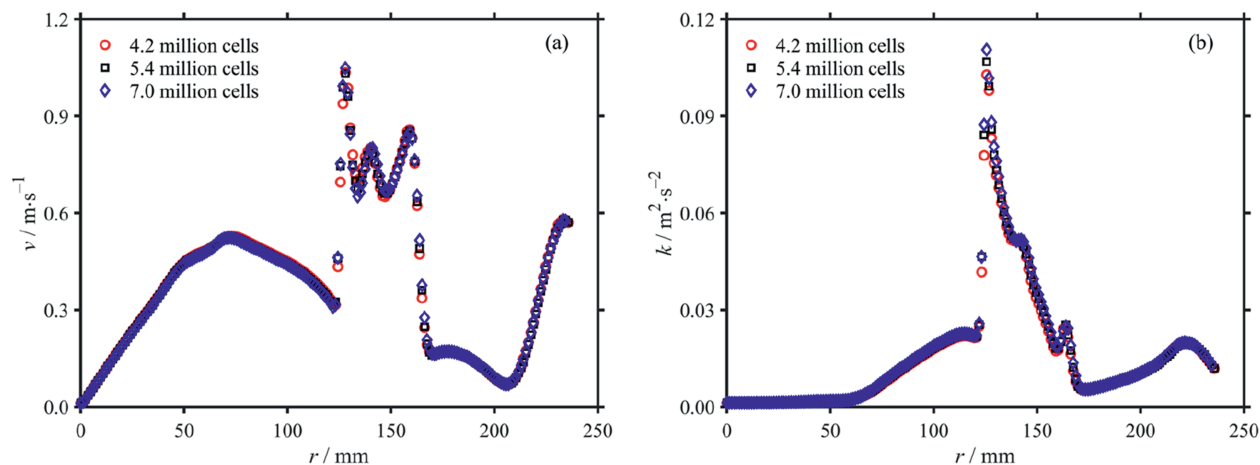 1.2
0.9
0.6
0.3
0.0
v / m·s⁻¹
4.2 million cells
5.4 million cells
7.0 million cells
(a)
0 50 100 150 200 250
r / mm
0.12
0.09
0.06
0.03
0.00
k / m²·s⁻²
4.2 million cells
5.4 million cells
7.0 million cells
(b)
0 50 100 150 200 250
r / mm